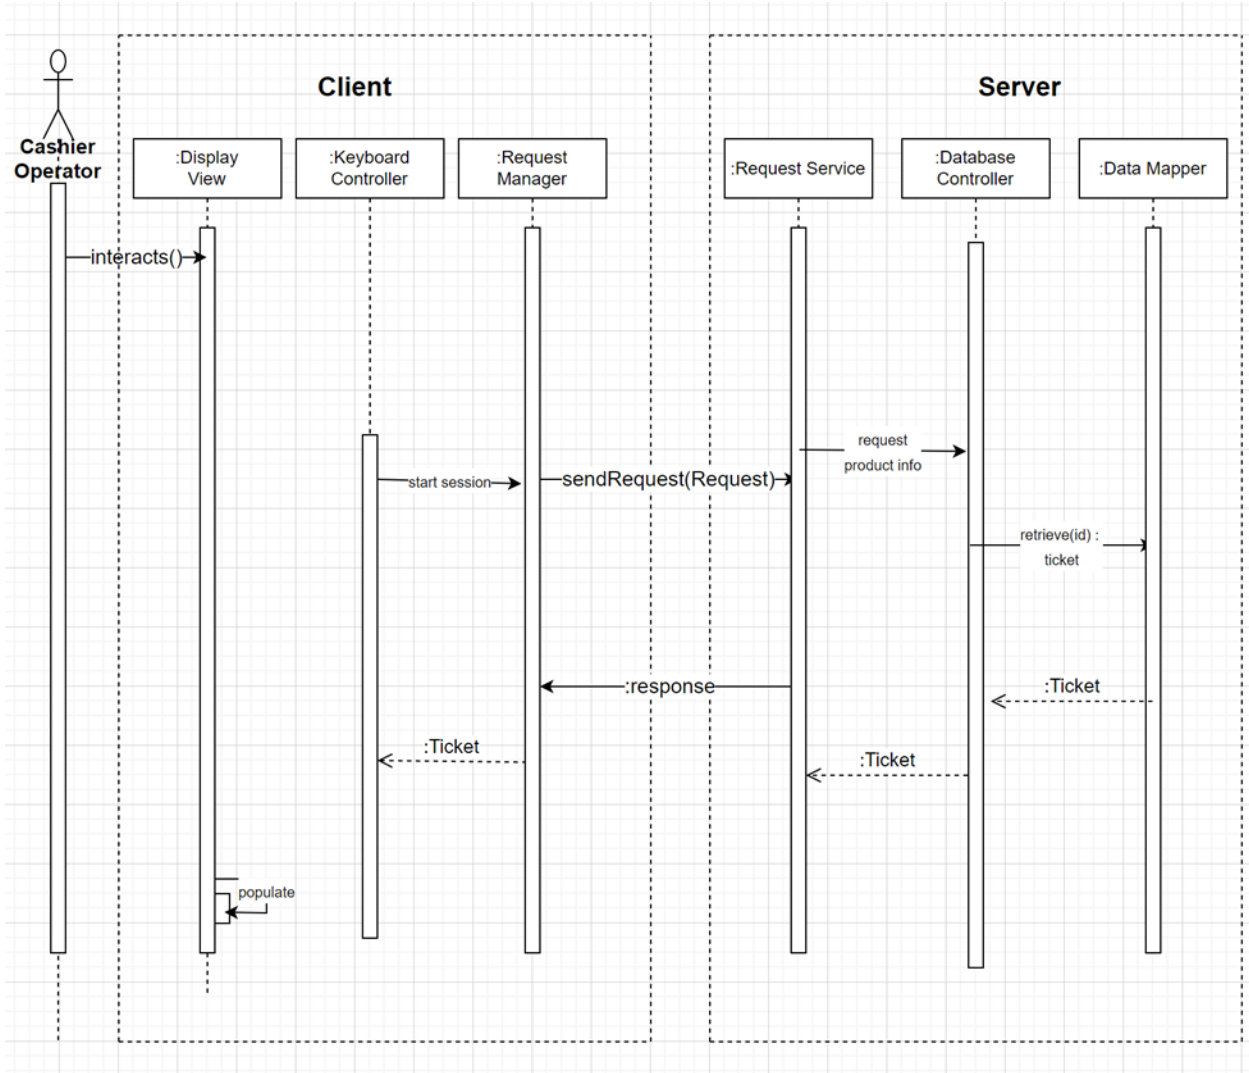 Client
Server
Cashier
Operator
:Display
View
:Keyboard
Controller
:Request
Manager
:Request Service
:Database
Controller
:Data Mapper
interacts()
request
product info
start session
sendRequest(Request)
retrieve(id) :
ticket
:response
:Ticket
:Ticket
:Ticket
populate